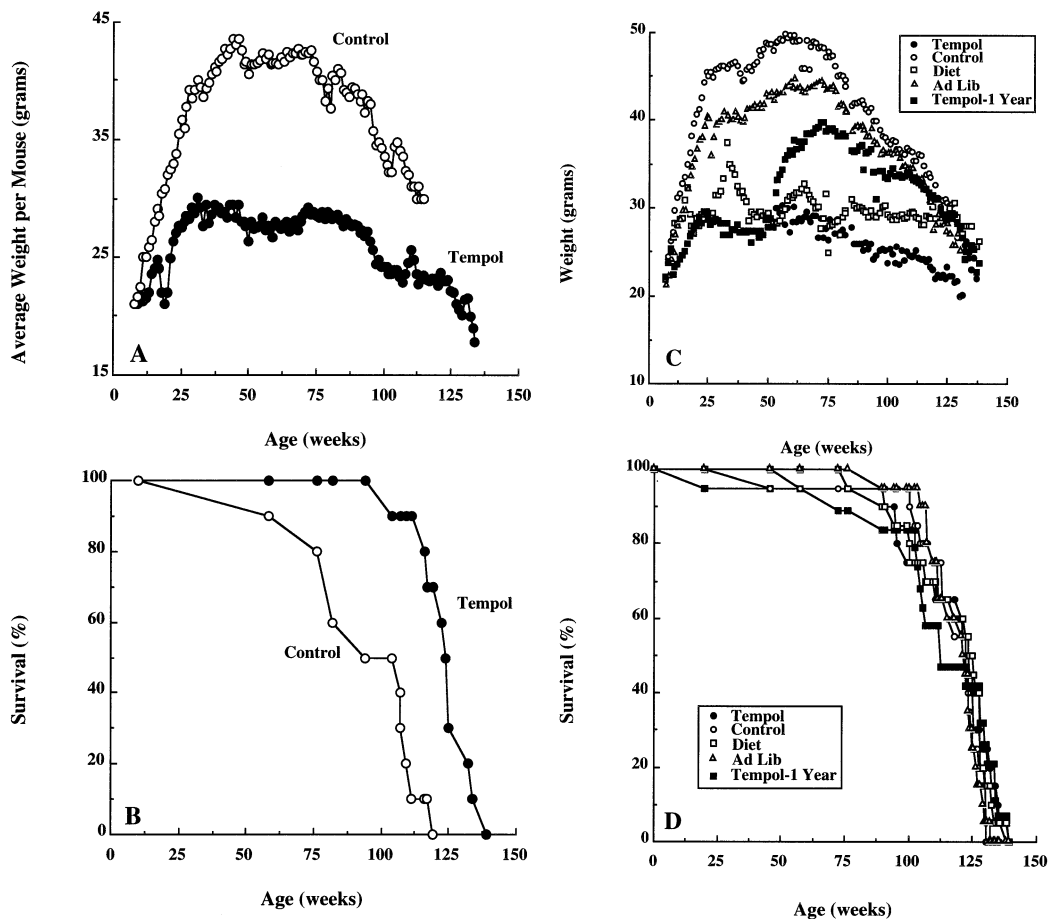 45
35
25
15
Average Weight per Mouse (grams)
Control
Tempol
A
0 25 50 75 100 125 150
Age (weeks)
50
40
30
20
10
Weight (grams)
Tempol
Control
Diet
Ad Lib
Tempol-1 Year
C
0 25 50 75 100 125 150
Age (weeks)
100
80
60
40
20
0
Survival (%)
Tempol
Control
B
0 25 50 75 100 125 150
Age (weeks)
100
80
60
40
20
0
Survival (%)
Tempol
Control
Diet
Ad Lib
Tempol-1 Year
D
0 25 50 75 100 125 150
Age (weeks)